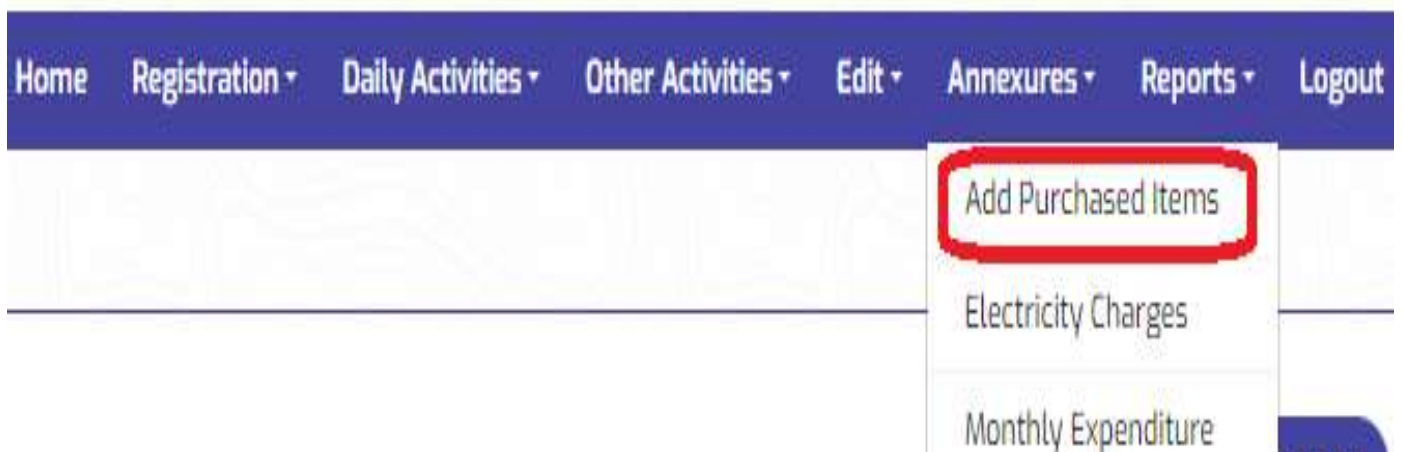 Home Registration Daily Activities Other Activities Edit Annexures Reports Logout
Add Purchased Items
Electricity Charges
Monthly Expenditure